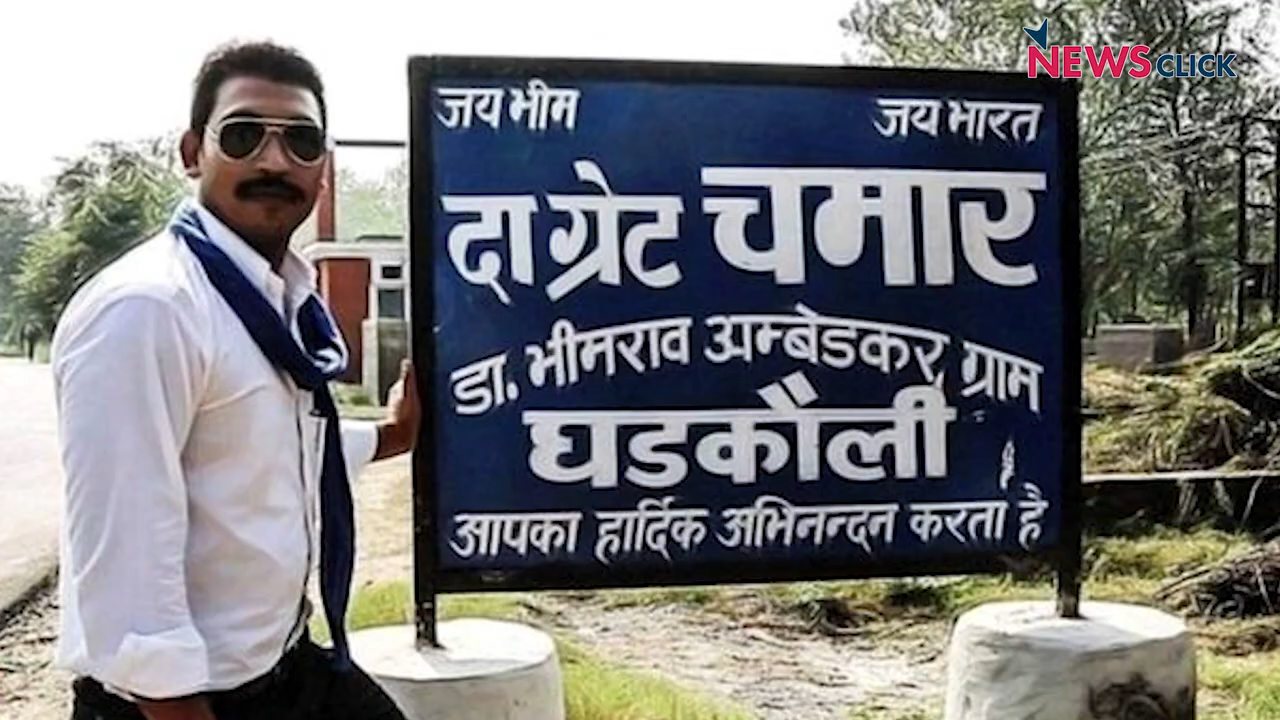 NEWSCLICK
जय भीम जय भारत
दा ग्रेट चमार
डा. भीमराव अम्बेडकर ग्राम
घडकौली
आपका हार्दिक अभिनन्दन करता है